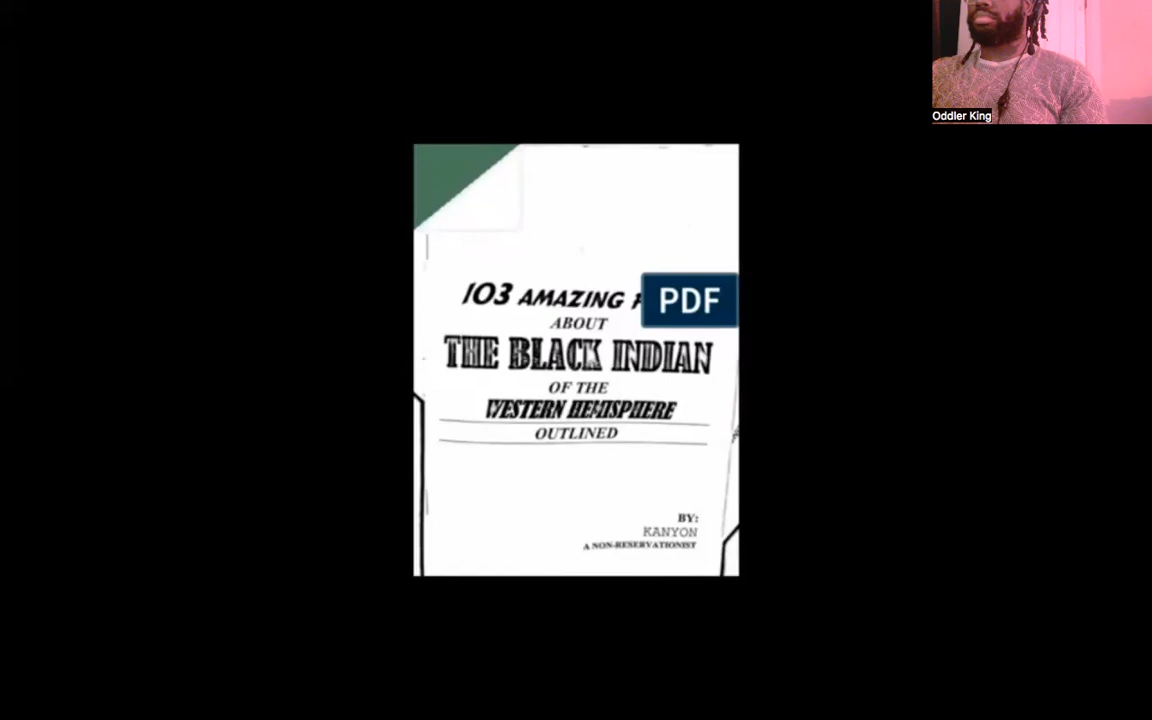 Oddler King
103 AMAZING
PDF
ABOUT
THE BLACK INDIAN
OF THE
WESTERN HEMISPHERE
OUTLINED
BY:
KANYON
A NON-RESERVATIONIST